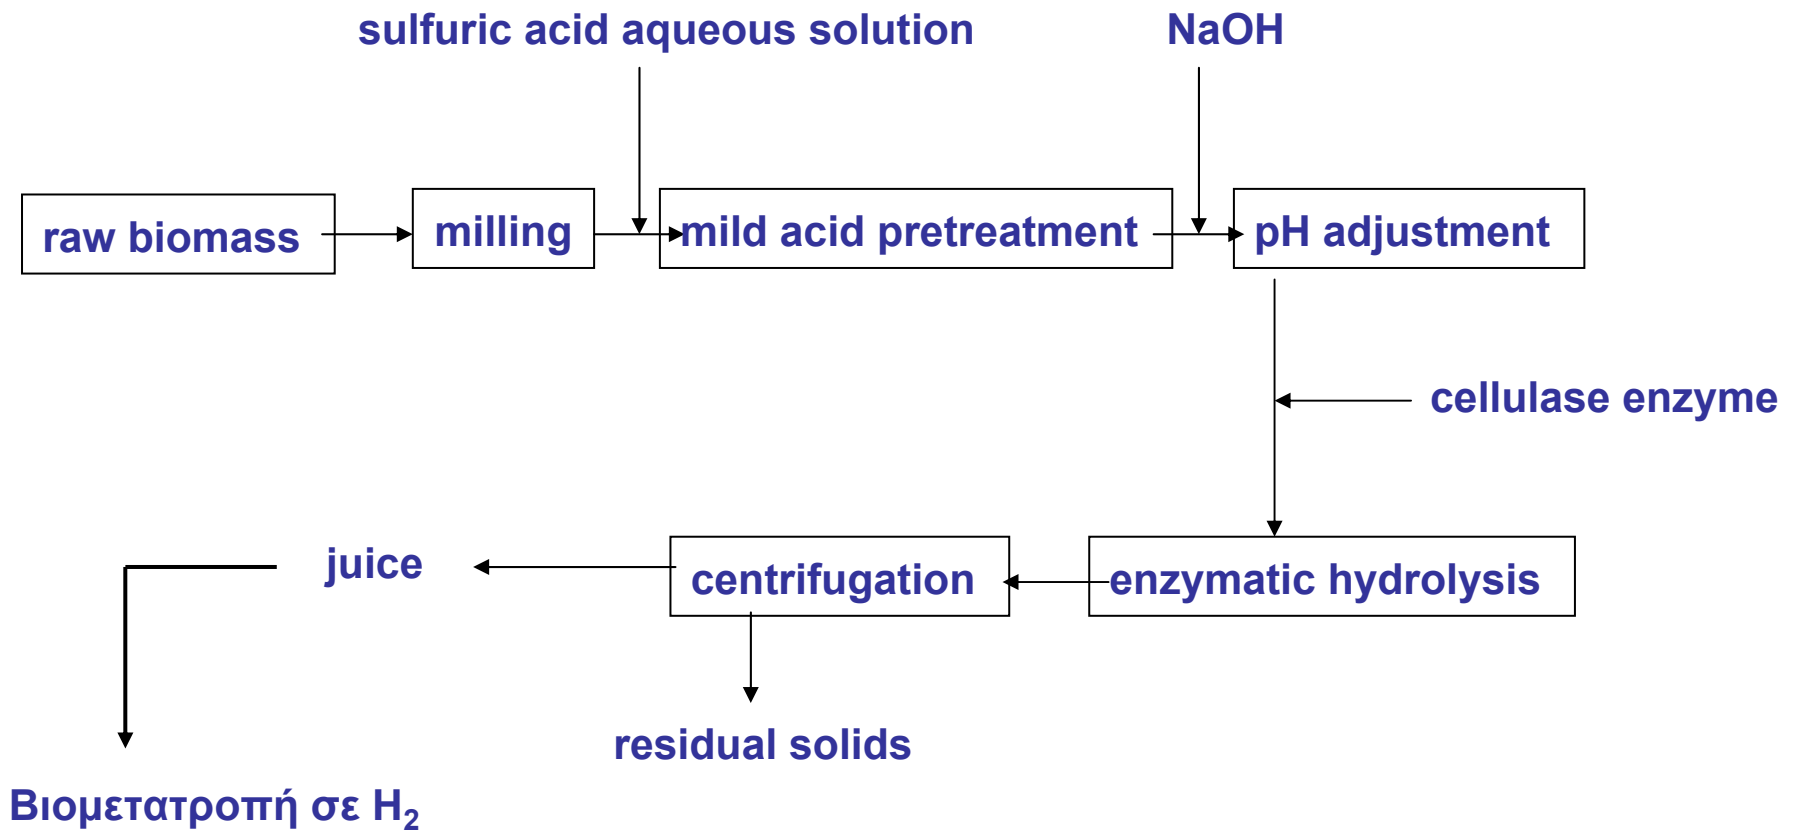 sulfuric acid aqueous solution
NaOH
raw biomass
milling
mild acid pretreatment
pH adjustment
cellulase enzyme
juice
centrifugation
enzymatic hydrolysis
residual solids
Βιομετατροπή σε H₂